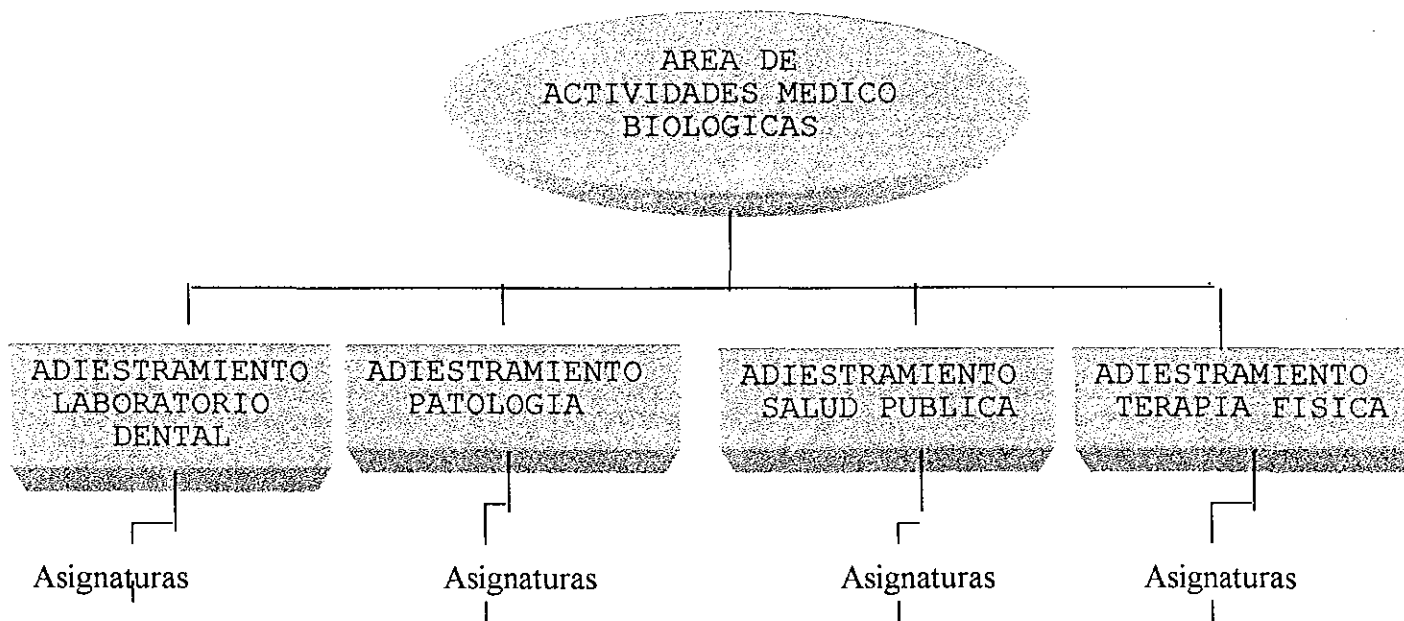 AREA DE
ACTIVIDADES MEDICO
BIOLOGICAS
ADIESTRAMIENTO
LABORATORIO
DENTAL
ADIESTRAMIENTO
PATOLOGIA
ADIESTRAMIENTO
SALUD PUBLICA
ADIESTRAMIENTO
TERAPIA FISICA
Asignaturas
Asignaturas
Asignaturas
Asignaturas